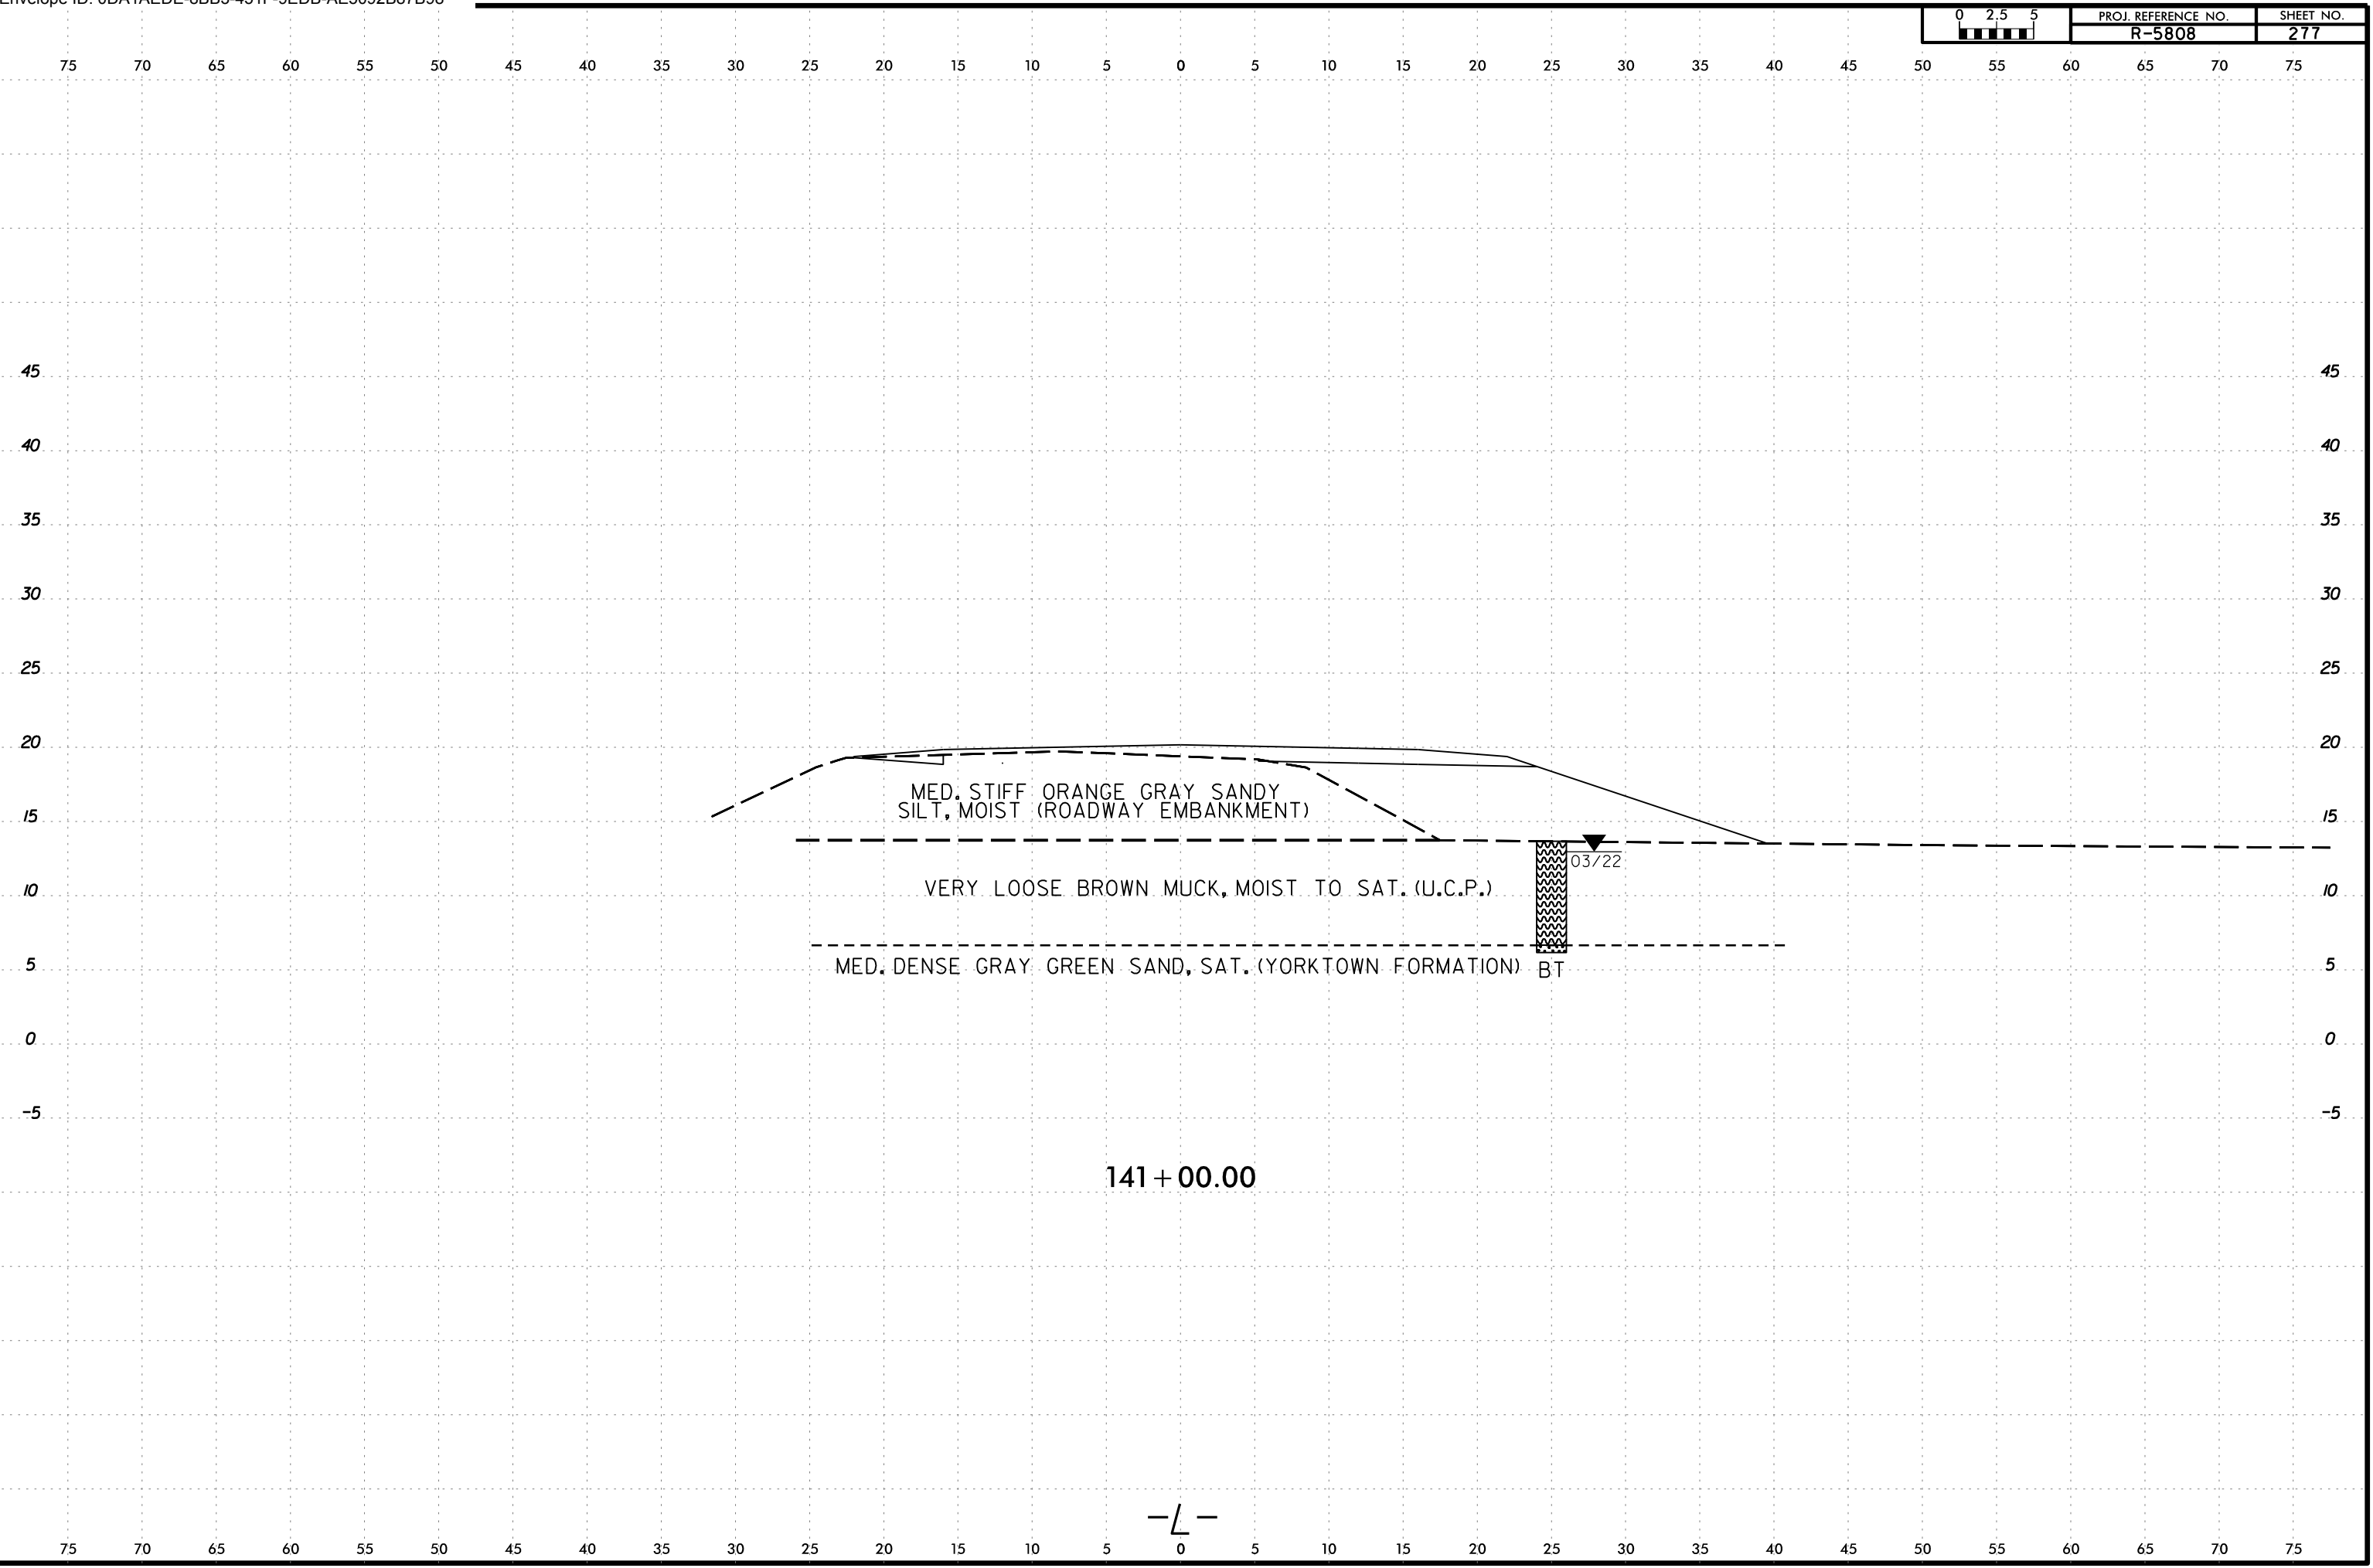 0 2.5 5
PROJ. REFERENCE NO. SHEET NO.
R-5808 277
75 70 65 60 55 50 45 40 35 30 25 20 15 10 5 0 5 10 15 20 25 30 35 40 45 50 55 60 65 70 75
45 45
40 40
35 35
30 30
25 25
20 20
MED. STIFF ORANGE GRAY SANDY
SILT, MOIST (ROADWAY EMBANKMENT)
15 15
03/22
VERY LOOSE BROWN MUCK, MOIST TO SAT. (U.C.P.)
10 10
MED. DENSE GRAY GREEN SAND, SAT. (YORKTOWN FORMATION) BT
5 5
0 0
-5 -5
141+00.00
-L-
75 70 65 60 55 50 45 40 35 30 25 20 15 10 5 0 5 10 15 20 25 30 35 40 45 50 55 60 65 70 75